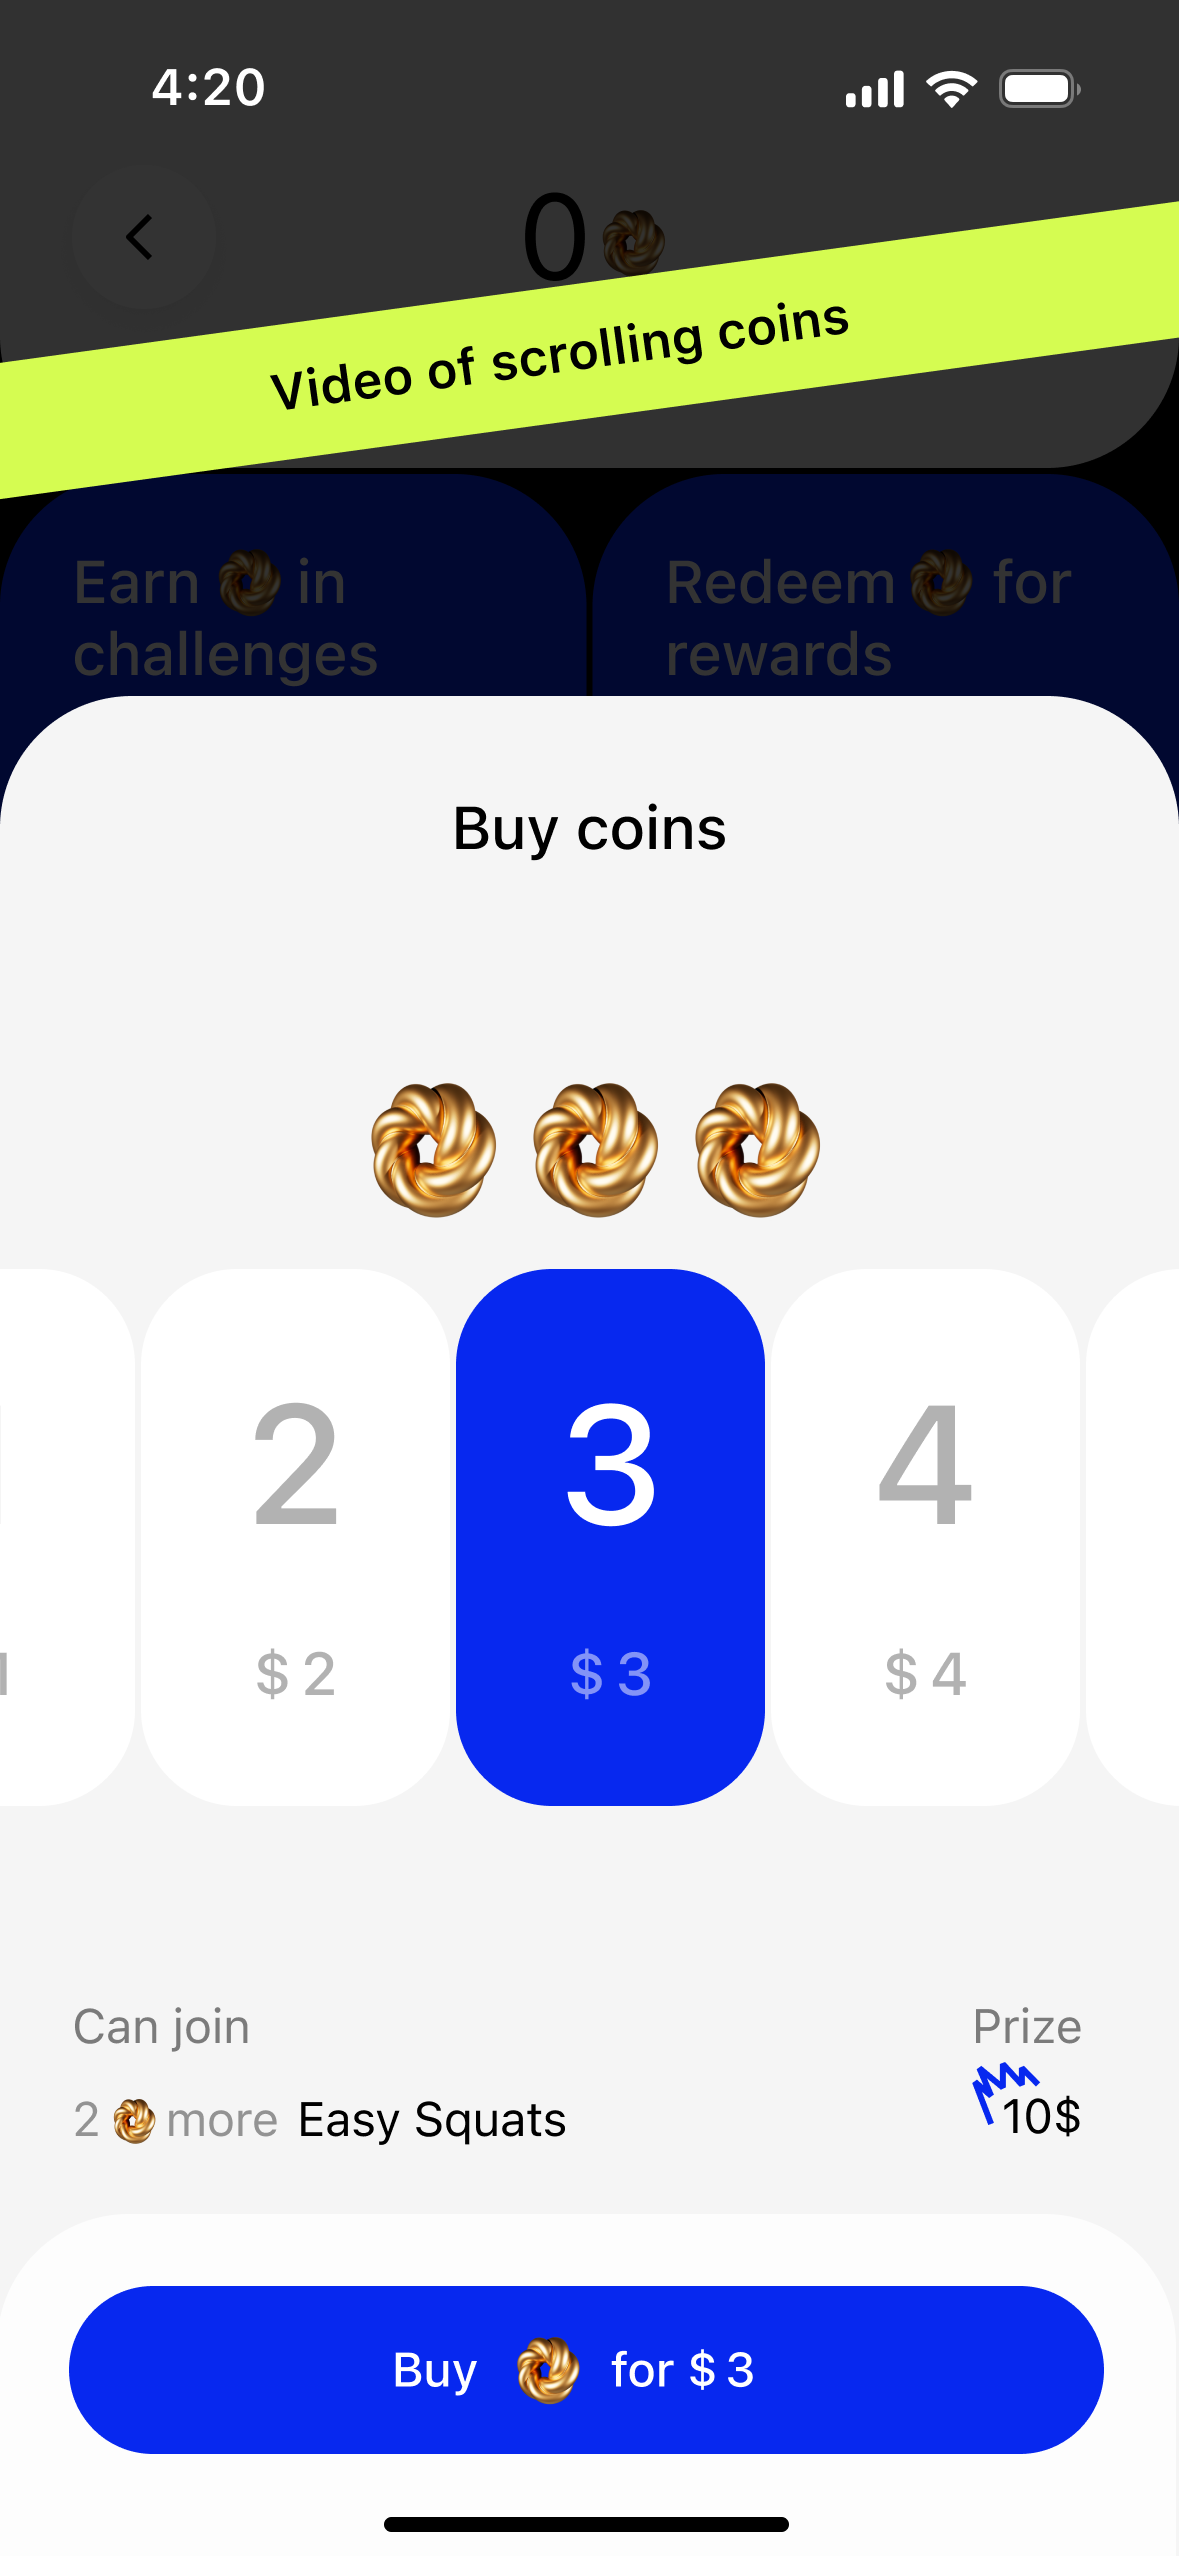 4:20
0
Video of scrolling coins
Earn in
challenges
Redeem for
rewards
Buy coins
2
3
4
$ 2
$ 3
$ 4
Can join
Prize
2 more Easy Squats
10$
Buy for $ 3